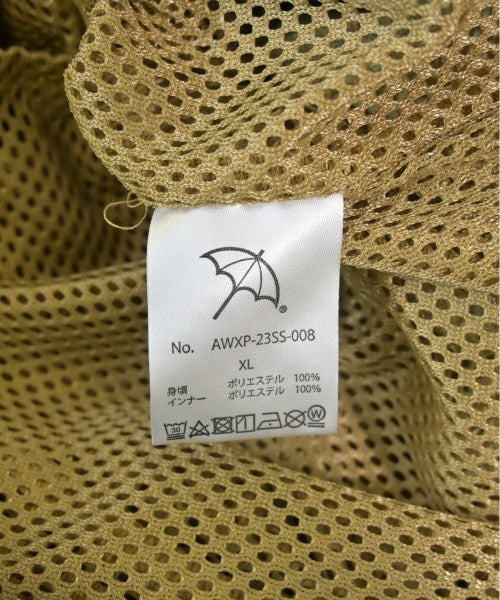 ®
No. AWXP-23SS-008
XL
身頃 ポリエステル 100%
インナー ポリエステル 100%
30 W